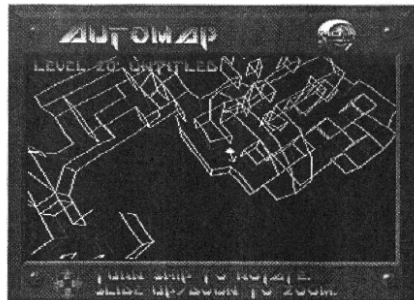 AUTOMAP
LEVEL 20: UNTITLED
TURN SHIP TO ROTATE.
SLIDE UP/DOWN TO ZOOM.